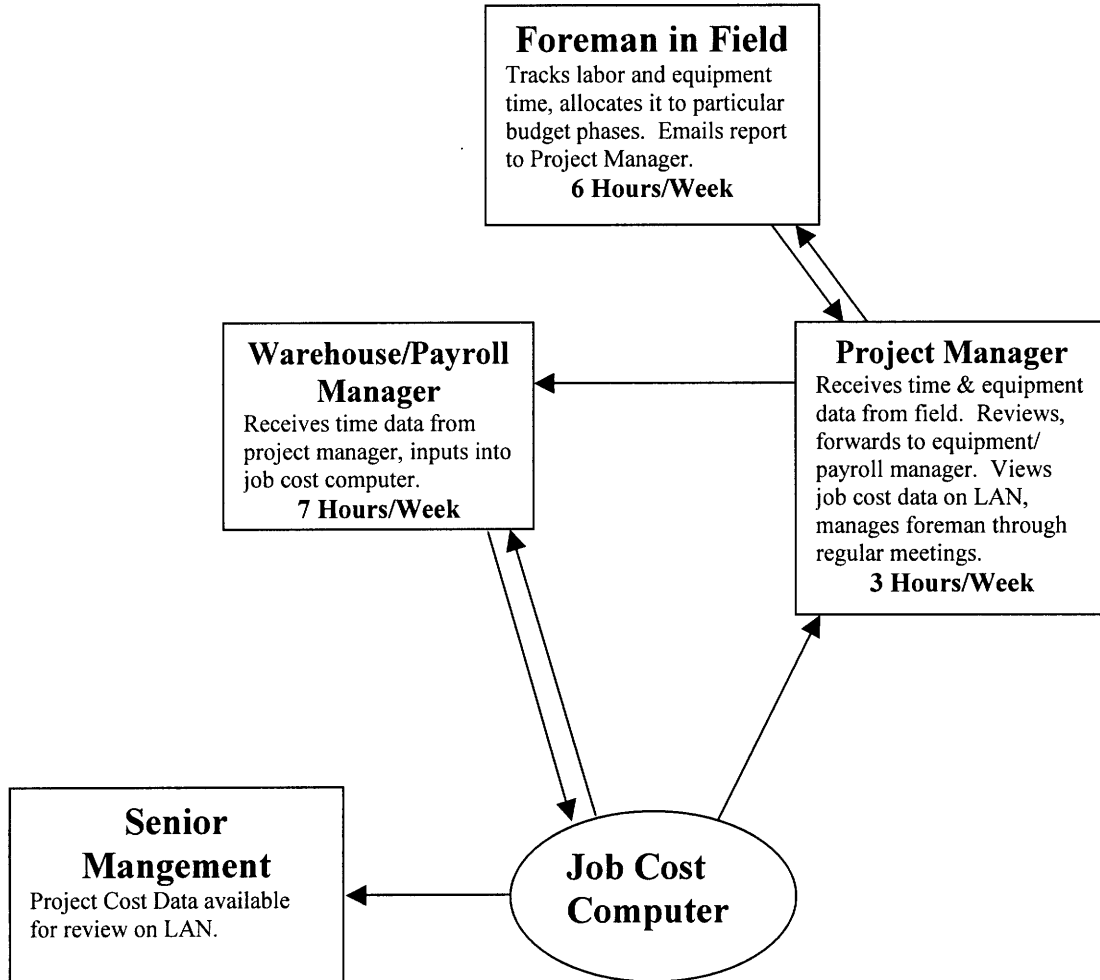 Foreman in Field
Tracks labor and equipment
time, allocates it to particular
budget phases. Emails report
to Project Manager.
6 Hours/Week
Warehouse/Payroll
Manager
Receives time data from
project manager, inputs into
job cost computer.
7 Hours/Week
Project Manager
Receives time & equipment
data from field. Reviews,
forwards to equipment/
payroll manager. Views
job cost data on LAN,
manages foreman through
regular meetings.
3 Hours/Week
Senior
Mangement
Project Cost Data available
for review on LAN.
Job Cost
Computer